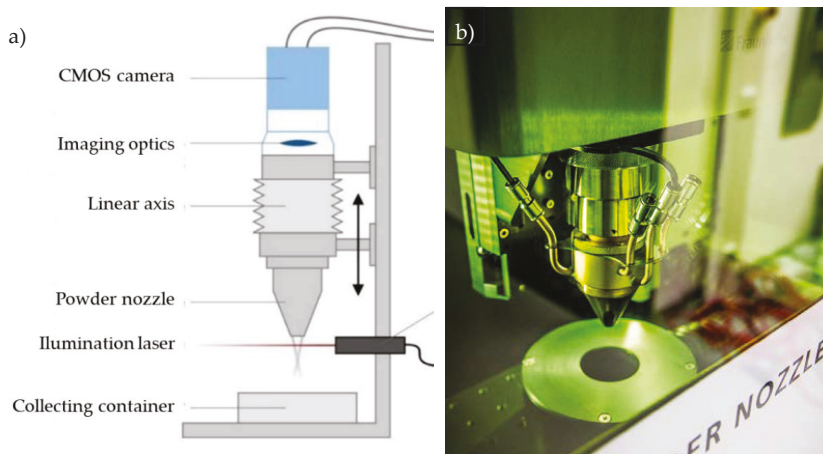 a)
CMOS camera
Imaging optics
Linear axis
Powder nozzle
Ilumination laser
Collecting container
b)
ER NOZZLE